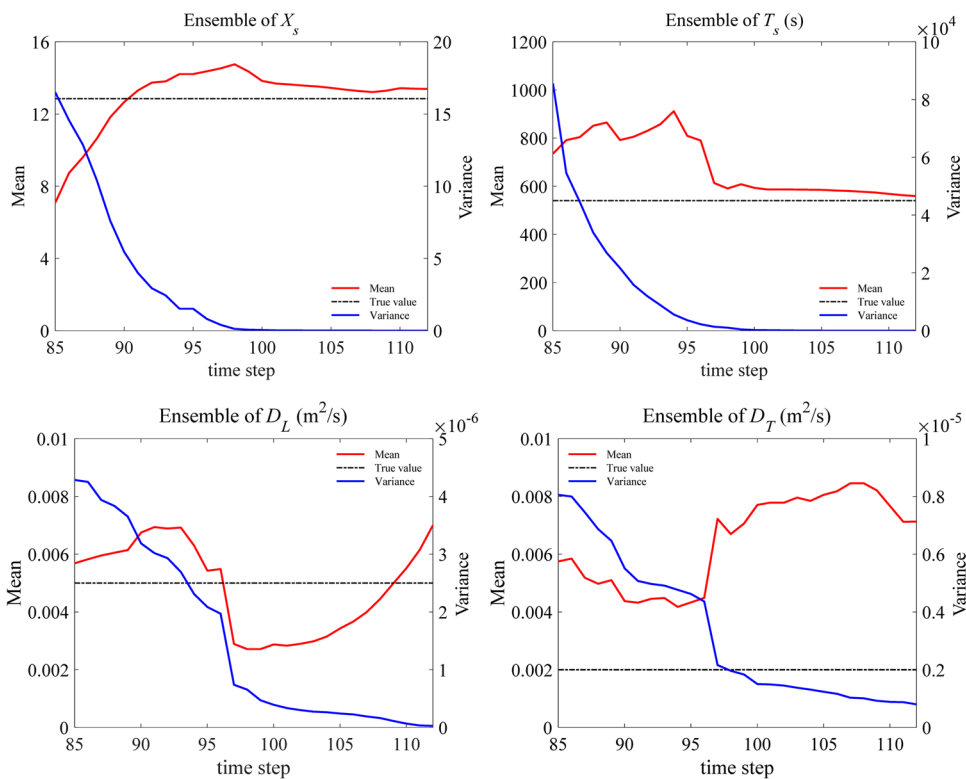 Ensemble of X_s
16
12
8
4
0
20
15
10
5
0
Mean
Variance
Mean
True value
Variance
85 90 95 100 105 110
time step
Ensemble of T_s (s)
×10^4
1200
1000
800
600
400
200
0
10
8
6
4
2
0
Mean
Variance
Mean
True value
Variance
85 90 95 100 105 110
time step
Ensemble of D_L (m²/s)
×10^-6
0.01
0.008
0.006
0.004
0.002
0
5
4
3
2
1
0
Mean
Variance
Mean
True value
Variance
85 90 95 100 105 110
time step
Ensemble of D_T (m²/s)
×10^-5
0.01
0.008
0.006
0.004
0.002
0
1
0.8
0.6
0.4
0.2
0
Mean
Variance
Mean
True value
Variance
85 90 95 100 105 110
time step